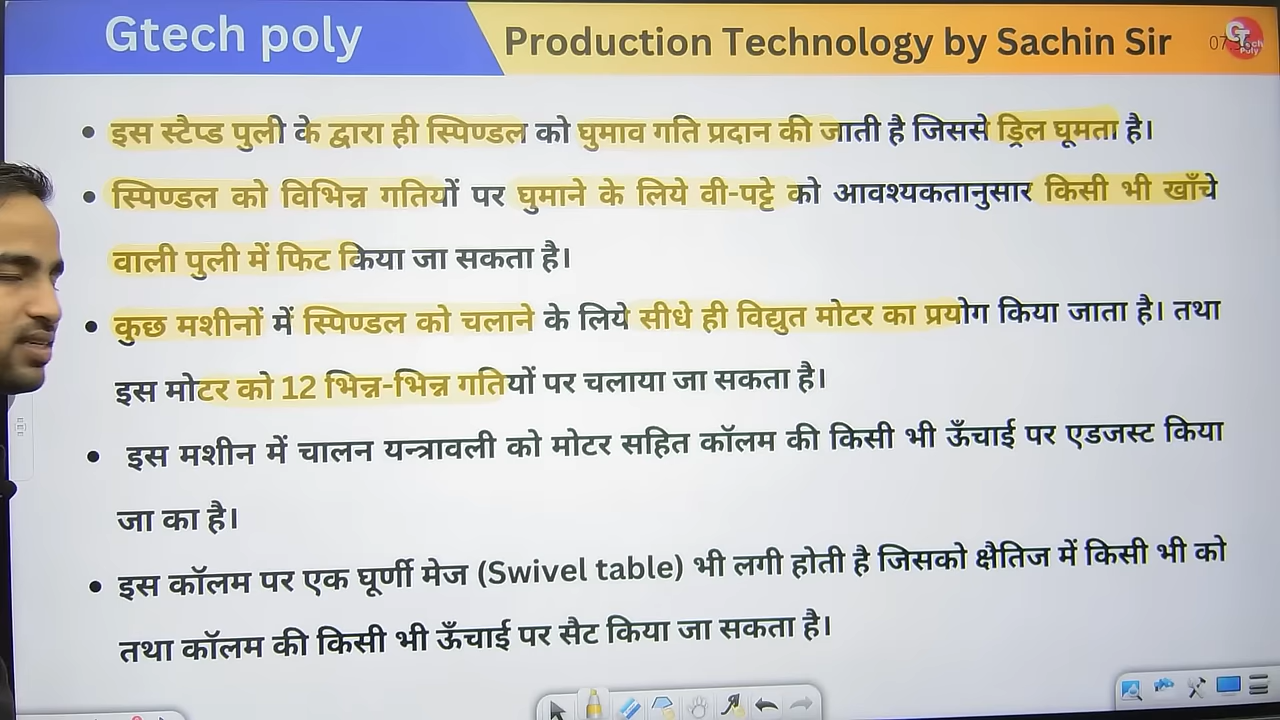 Gtech poly
Production Technology by Sachin Sir
इस स्टैप्ड पुली के द्वारा ही स्पिण्डल को घुमाव गति प्रदान की जाती है जिससे ड्रिल घूमता है।
स्पिण्डल को विभिन्न गतियों पर घुमाने के लिये वी-पट्टे को आवश्यकतानुसार किसी भी खाँचे
वाली पुली में फिट किया जा सकता है।
कुछ मशीनों में स्पिण्डल को चलाने के लिये सीधे ही विद्युत मोटर का प्रयोग किया जाता है। तथा
इस मोटर को 12 भिन्न-भिन्न गतियों पर चलाया जा सकता है।
इस मशीन में चालन यन्त्रावली को मोटर सहित कॉलम की किसी भी ऊँचाई पर एडजस्ट किया
जा का है।
इस कॉलम पर एक घूर्णी मेज (Swivel table) भी लगी होती है जिसको क्षैतिज में किसी भी को
तथा कॉलम की किसी भी ऊँचाई पर सैट किया जा सकता है।